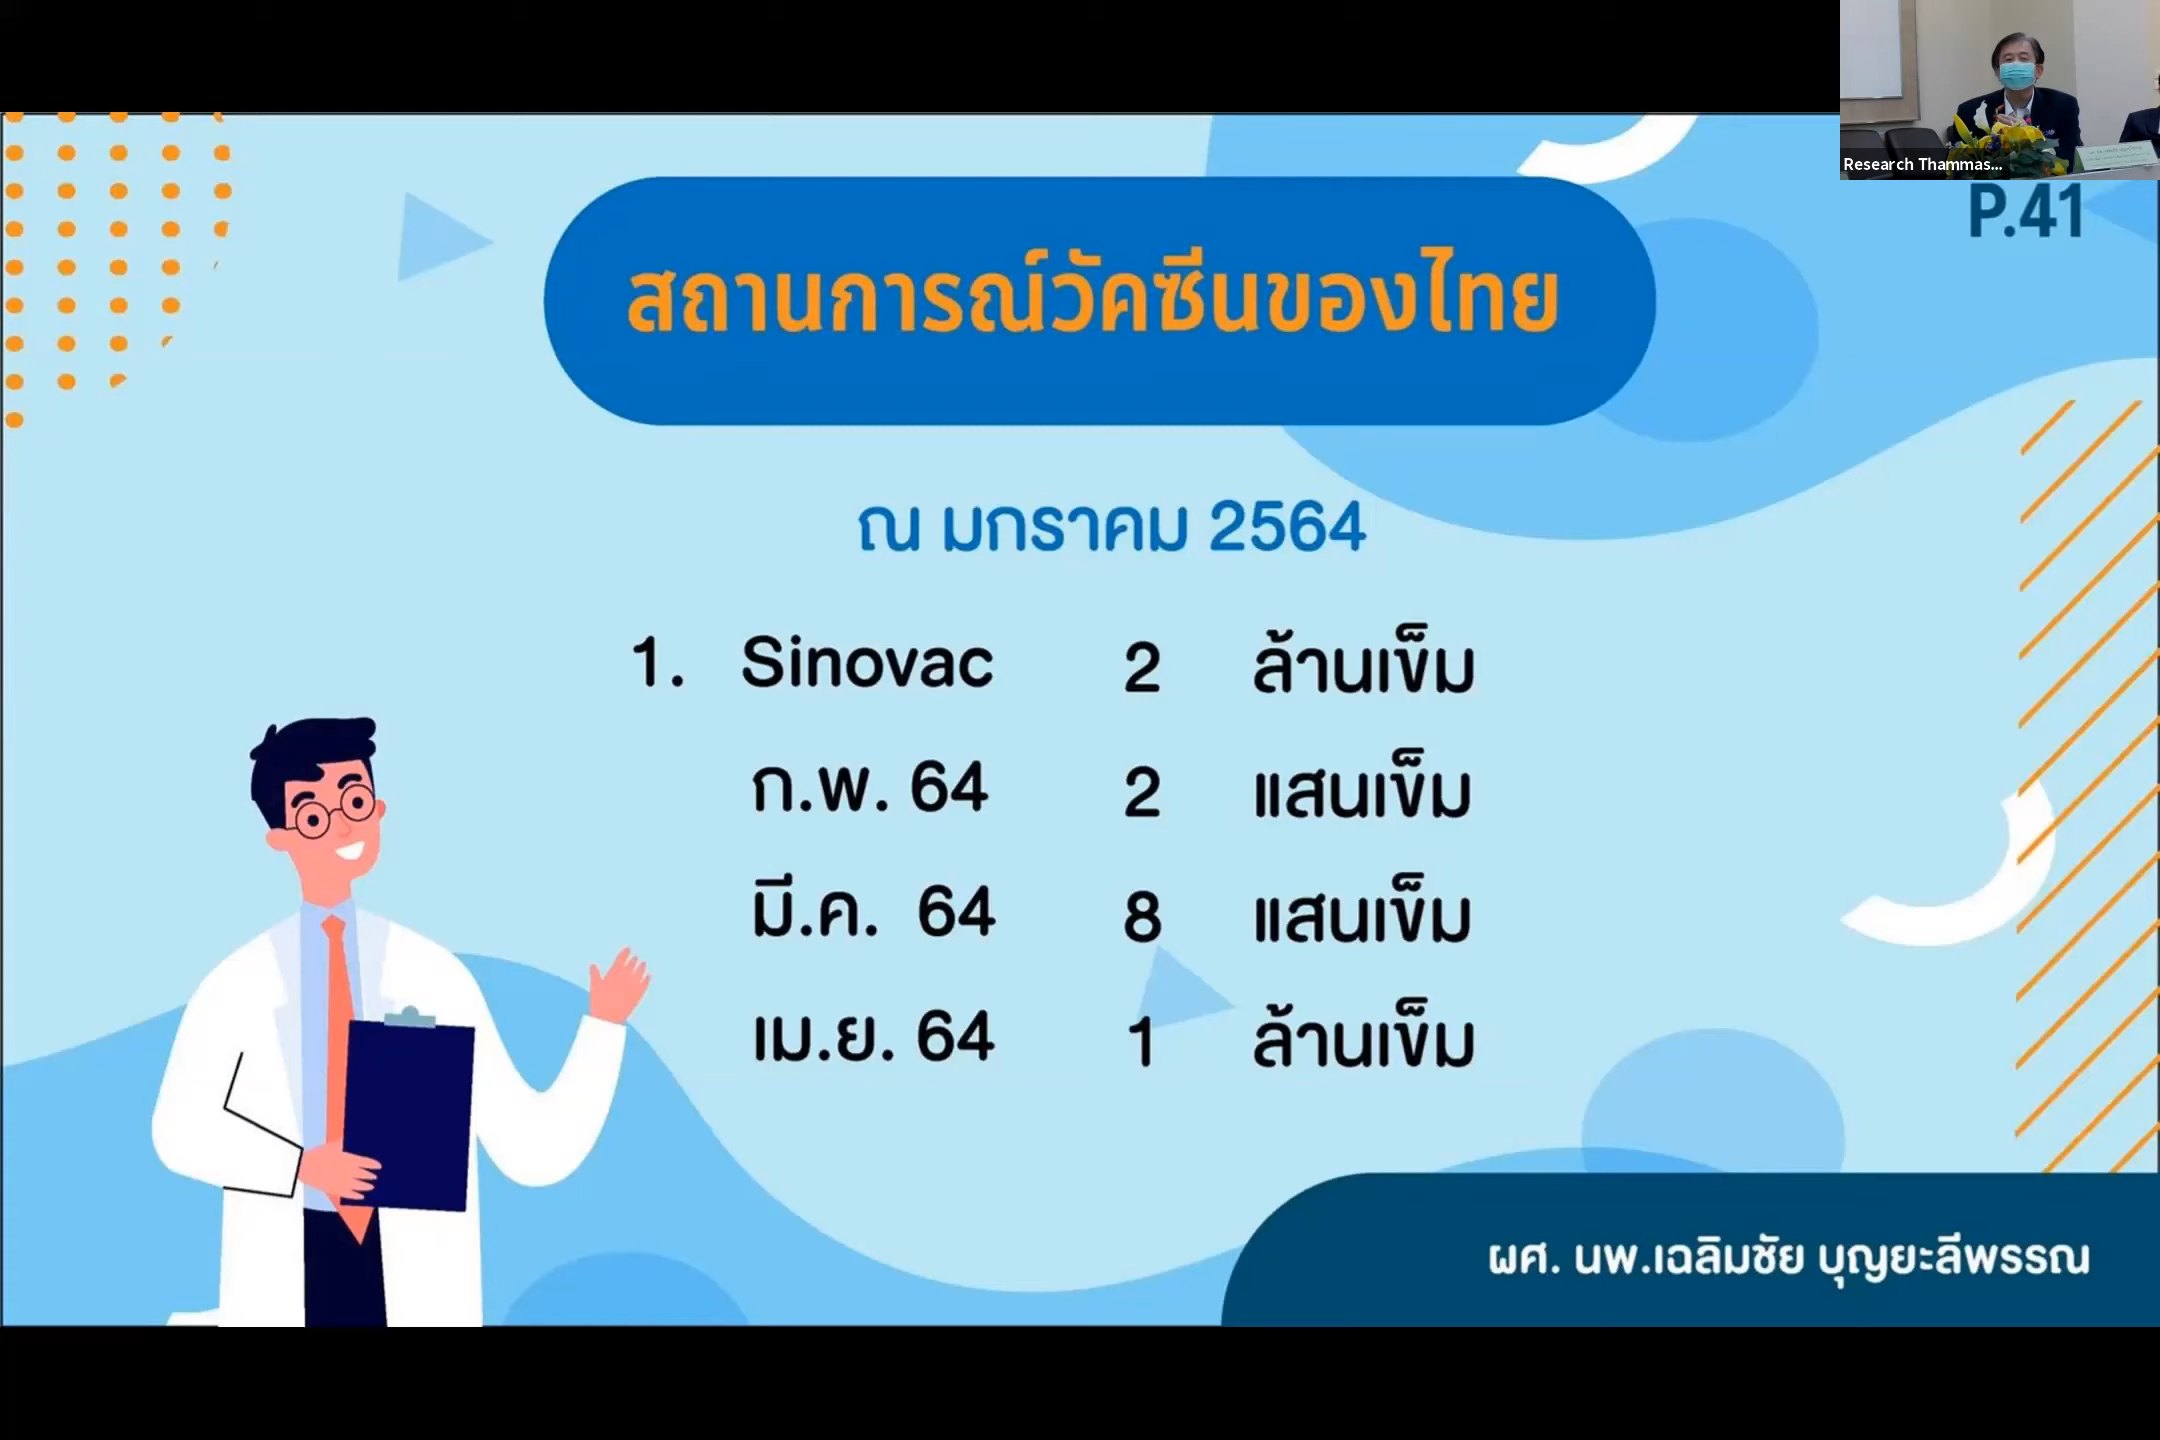 Research Thammas...
P.41
สถานการณ์วัคซีนของไทย
ณ มกราคม 2564
1. Sinovac 2 ล้านเข็ม
ก.พ. 64 2 แสนเข็ม
มี.ค. 64 8 แสนเข็ม
เม.ย. 64 1 ล้านเข็ม
ผศ. นพ.เฉลิมชัย บุญยะลีพรรณ